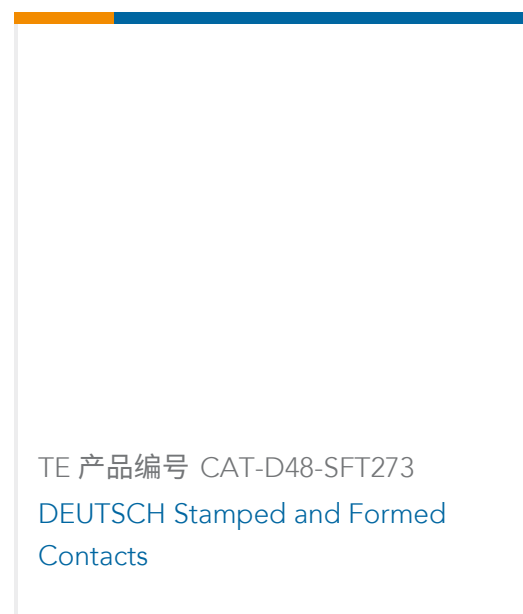 TE 产品编号 CAT-D48-SFT273
DEUTSCH Stamped and Formed
Contacts